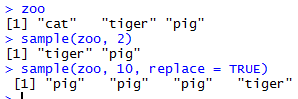 > zoo
[1] "cat"   "tiger" "pig"
> sample(zoo, 2)
[1] "tiger" "pig"
> sample(zoo, 10, replace = TRUE)
 [1] "pig"   "pig"   "pig"   "tiger"
>